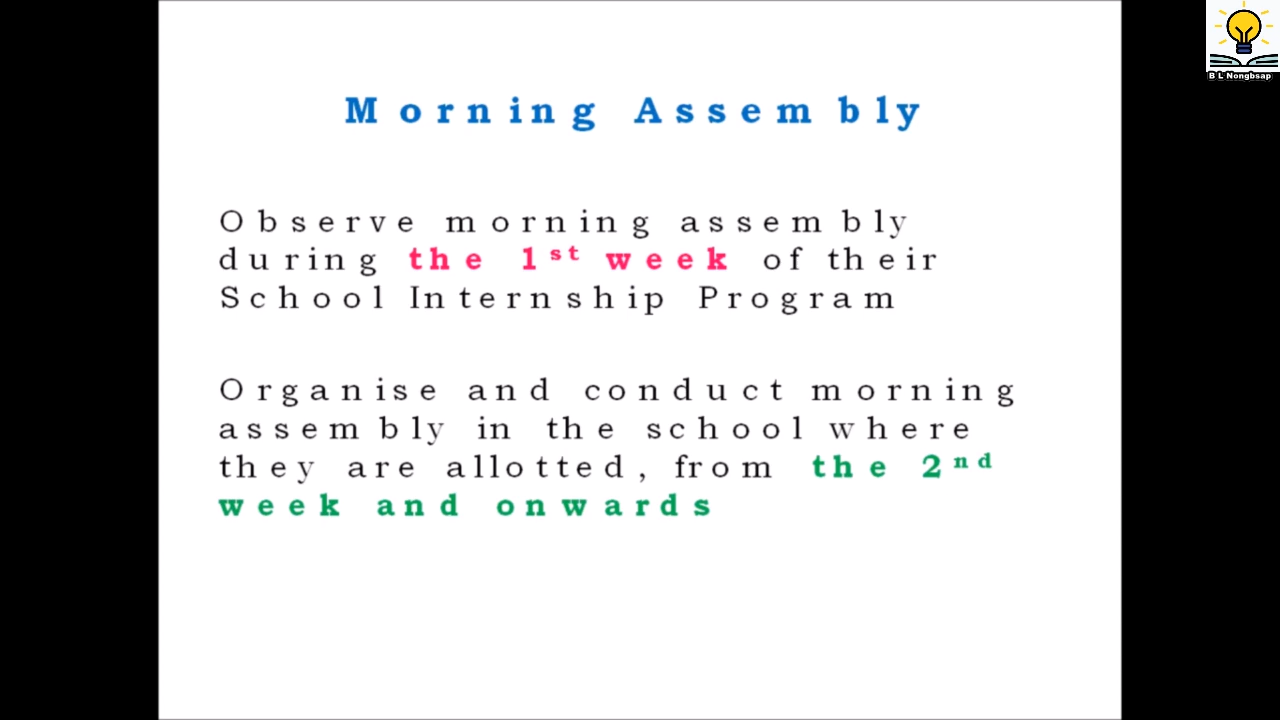 Morning Assembly
Observe morning assembly
during the 1st week of their
School Internship Program
Organise and conduct morning
assembly in the school where
they are allotted, from the 2nd
week and onwards
B L Nongbsap